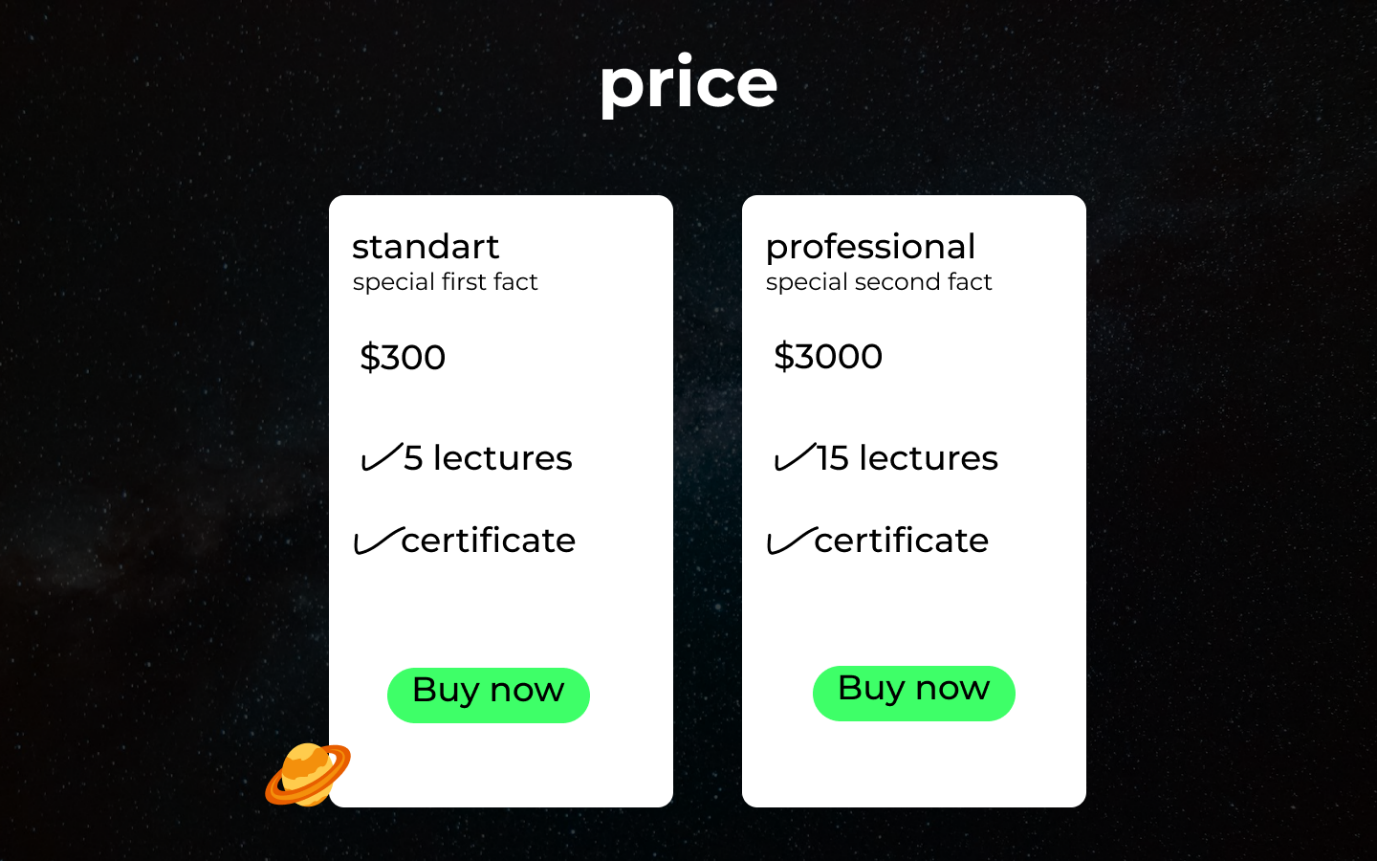 price
standart
special first fact
$300
5 lectures
certificate
Buy now
professional
special second fact
$3000
15 lectures
certificate
Buy now